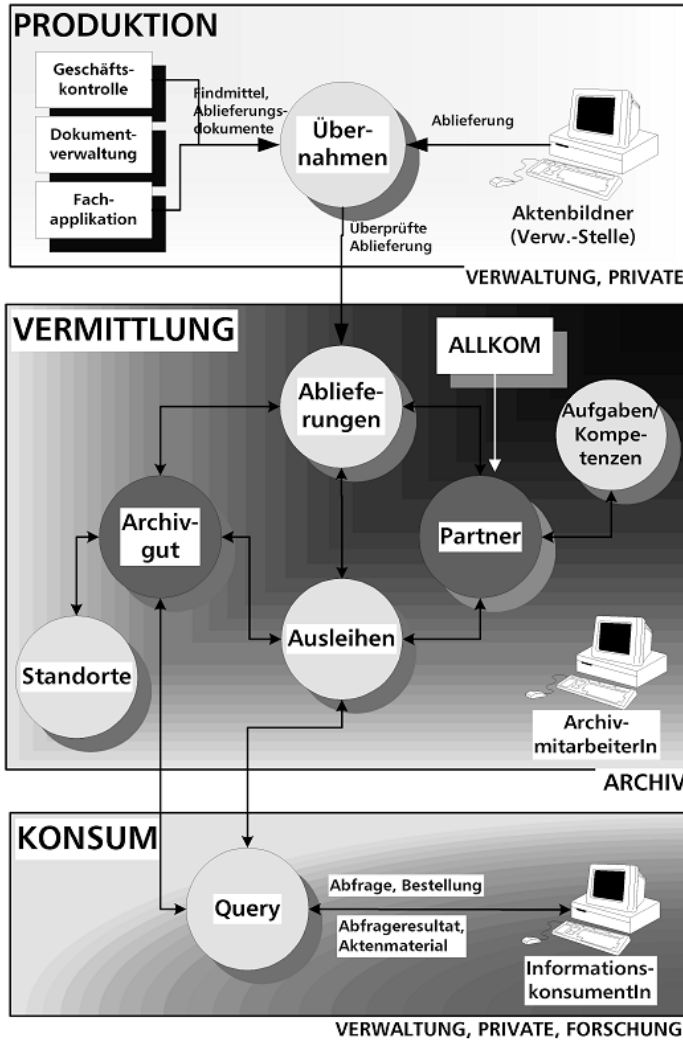 PRODUKTION
Geschäfts-
kontrolle
Dokument-
verwaltung
Fach-
applikation
Findmittel,
Ablieferungs-
dokumente
Über-
nahmen
Ablieferung
Aktenbildner
(Verw.-Stelle)
Überprüfte
Ablieferung
VERWALTUNG, PRIVATE
VERMITTLUNG
ALLKOM
Abliefe-
rungen
Aufgaben/
Kompe-
tenzen
Archiv-
gut
Partner
Ausleihen
Standorte
Archiv-
mitarbeiterIn
ARCHIV
KONSUM
Query
Abfrage, Bestellung
Abfrageresultat,
Aktenmaterial
Informations-
konsumentIn
VERWALTUNG, PRIVATE, FORSCHUNG